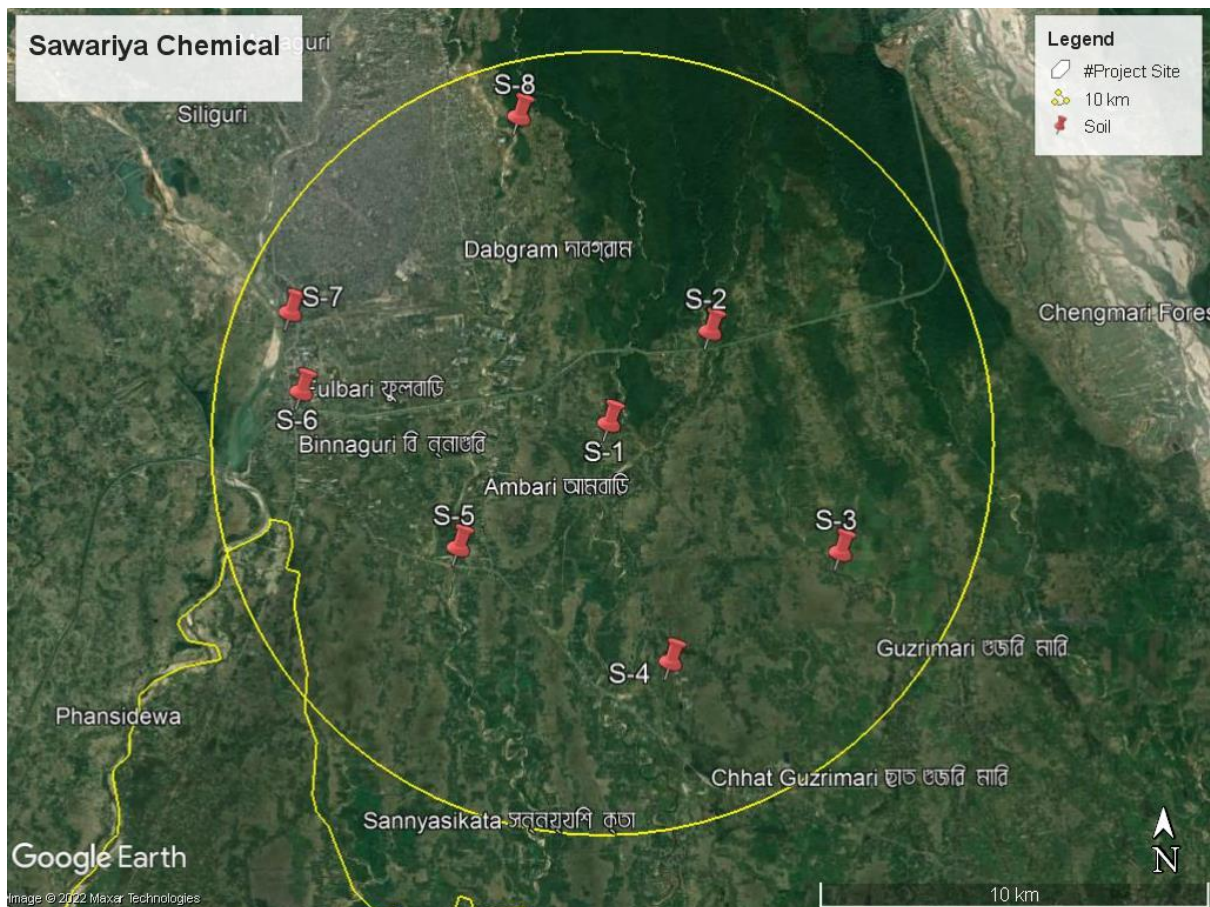 Sawariya Chemical
Legend
#Project Site
10 km
Soil
Siliguri
S-8
Dabgram দাবগ্রাম
S-7
S-2
Chengmari Fores
Fulbari ফুলবাড়ি
S-6
Binnaguri
S-1
Ambari আমবাড়ি
S-5
S-3
Guzrimari গুজরি মারি
S-4
Phansidewa
Chhat Guzrimari ছাত গুজরি মারি
Sannyasikata
Google Earth
N
Image © 2022 Maxar Technologies
10 km